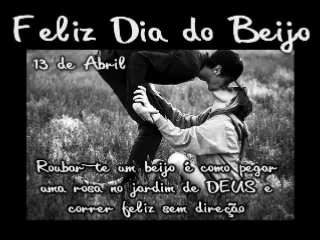 Feliz Dia do Beijo
13 de Abril
Roubar-te um beijo é como pegar
uma rosa no jardim de DEUS e
correr feliz sem direção